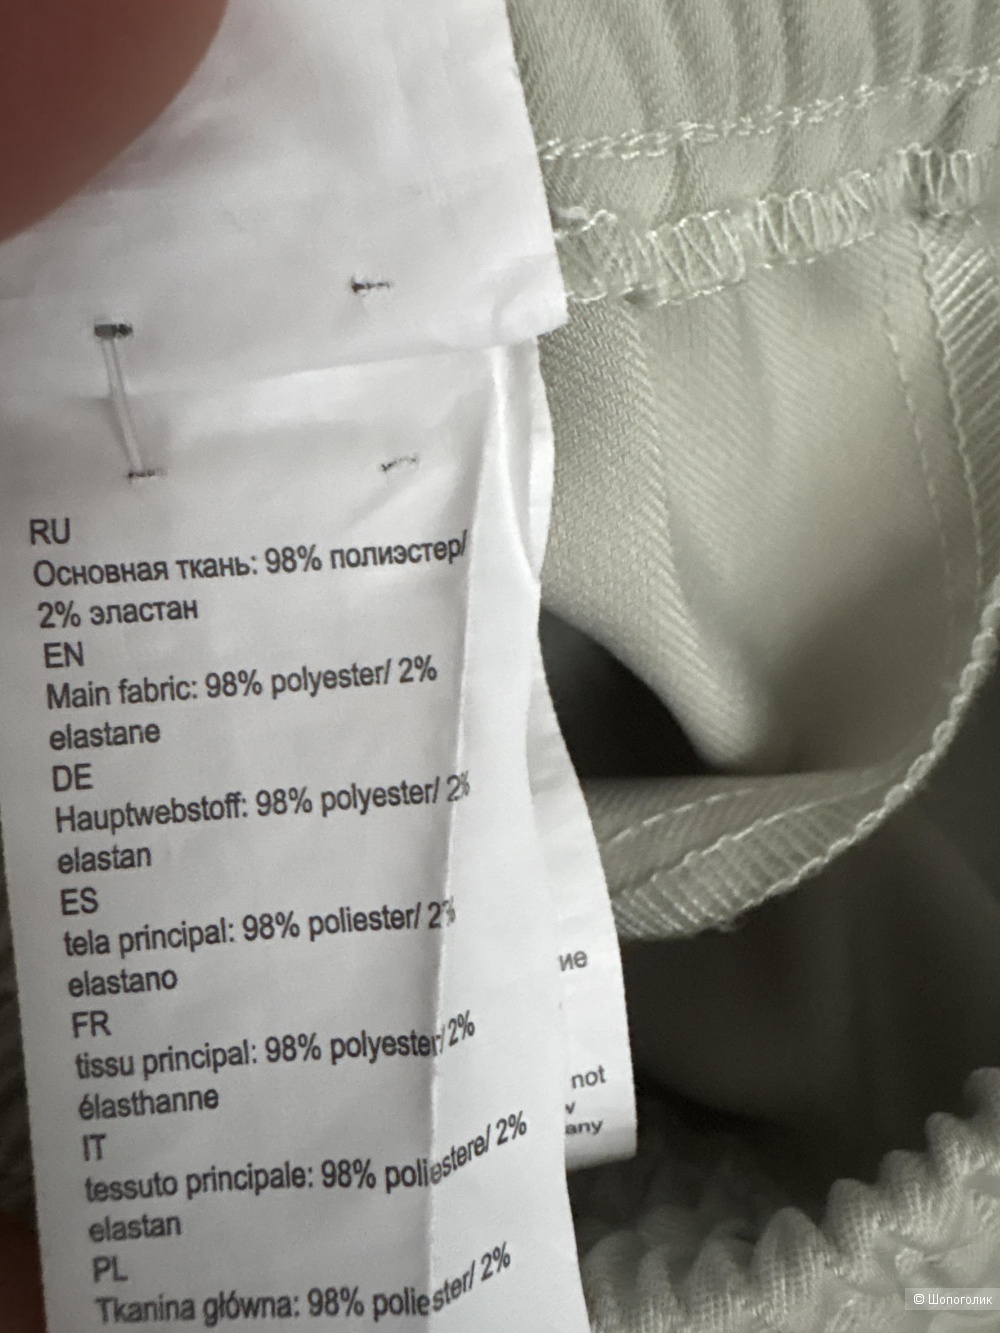 RU
Основная ткань: 98% полиэстер/
2% эластан
EN
Main fabric: 98% polyester/ 2%
elastane
DE
Hauptwebstoff: 98% polyester/ 2%
elastan
ES
tela principal: 98% poliester/ 2%
elastano
FR
tissu principal: 98% polyester/ 2%
élasthanne
IT
tessuto principale: 98% poliestere/ 2%
elastan
PL
Tkanina główna: 98% poliester/ 2%
ие
not
v
any
© Шопоголик